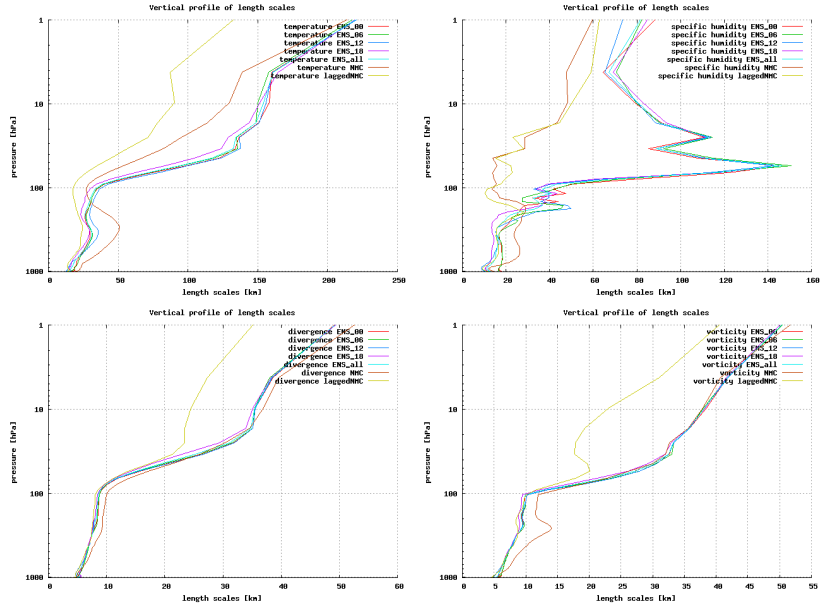 Vertical profile of length scales
1
10
100
1000
pressure [hPa]
temperature ENS_00
temperature ENS_06
temperature ENS_12
temperature ENS_18
temperature ENS_all
temperature NMC
temperature laggedNMC
0 50 100 150 200 250
length scales [km]
Vertical profile of length scales
1
10
100
1000
pressure [hPa]
specific humidity ENS_00
specific humidity ENS_06
specific humidity ENS_12
specific humidity ENS_18
specific humidity ENS_all
specific humidity NMC
specific humidity laggedNMC
0 20 40 60 80 100 120 140 160
length scales [km]
Vertical profile of length scales
1
10
100
1000
pressure [hPa]
divergence ENS_00
divergence ENS_06
divergence ENS_12
divergence ENS_18
divergence ENS_all
divergence NMC
divergence laggedNMC
0 10 20 30 40 50 60
length scales [km]
Vertical profile of length scales
1
10
100
1000
pressure [hPa]
vorticity ENS_00
vorticity ENS_06
vorticity ENS_12
vorticity ENS_18
vorticity ENS_all
vorticity NMC
vorticity laggedNMC
0 5 10 15 20 25 30 35 40 45 50 55
length scales [km]